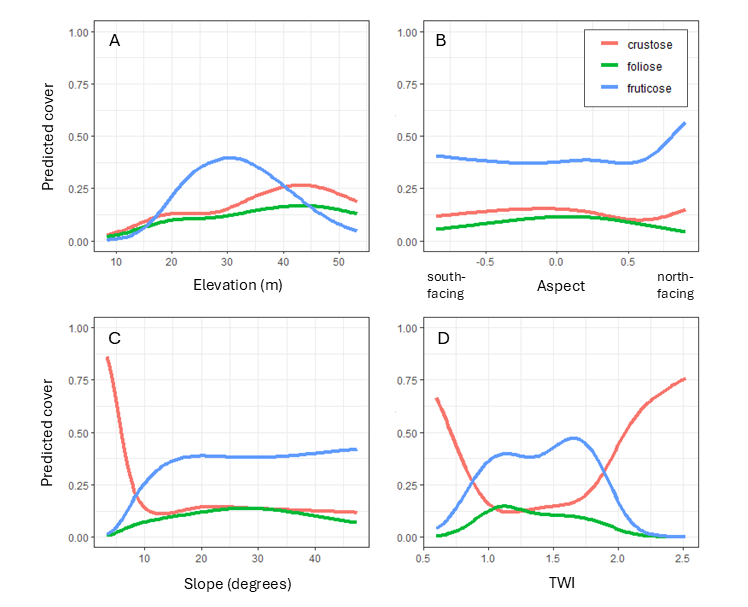 A
1.00
0.75
0.50
0.25
0.00
Predicted cover
10 20 30 40 50
Elevation (m)
B
crustose
foliose
fruticose
1.00
0.75
0.50
0.25
0.00
-0.5 0.0 0.5
south-
facing
Aspect
north-
facing
C
1.00
0.75
0.50
0.25
0.00
Predicted cover
10 20 30 40
Slope (degrees)
D
1.00
0.75
0.50
0.25
0.00
0.5 1.0 1.5 2.0 2.5
TWI